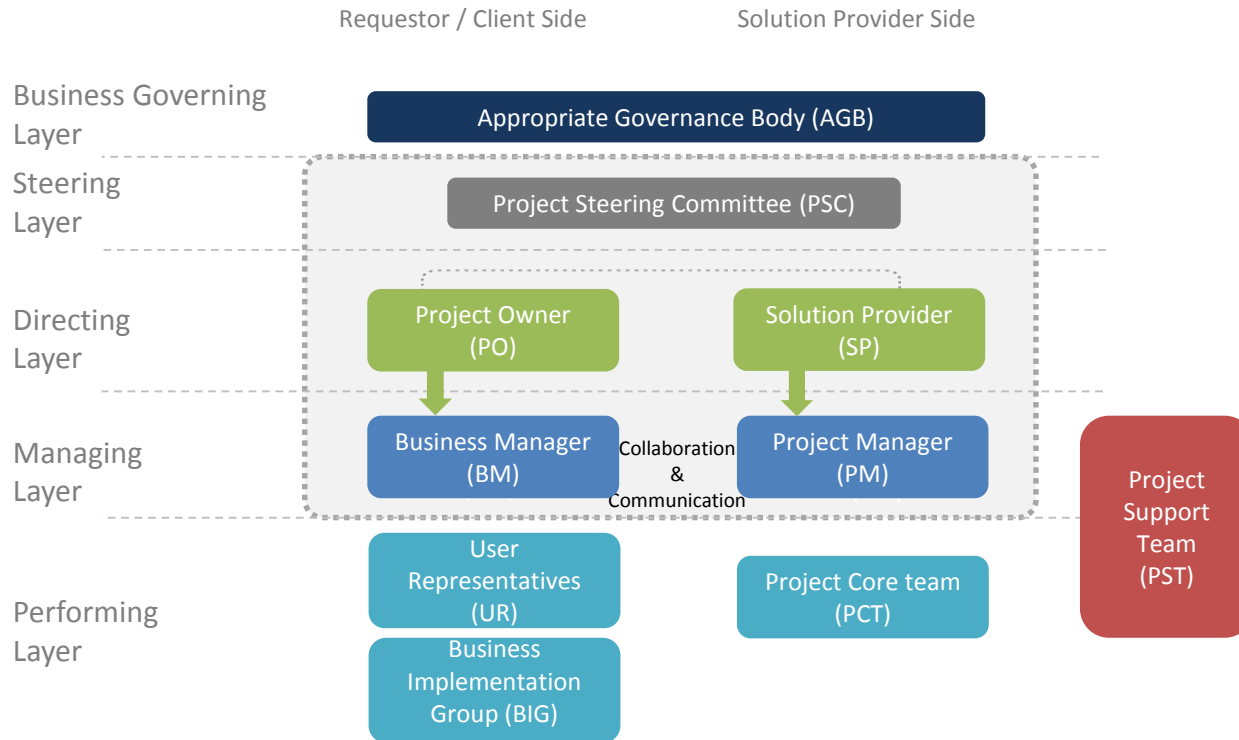 Requestor / Client Side
Solution Provider Side
Business Governing
Layer
Appropriate Governance Body (AGB)
Steering
Layer
Project Steering Committee (PSC)
Directing
Layer
Project Owner
(PO)
Solution Provider
(SP)
Managing
Layer
Business Manager
(BM)
Collaboration
&
Communication
Project Manager
(PM)
Project
Support
Team
(PST)
Performing
Layer
User
Representatives
(UR)
Project Core team
(PCT)
Business
Implementation
Group (BIG)